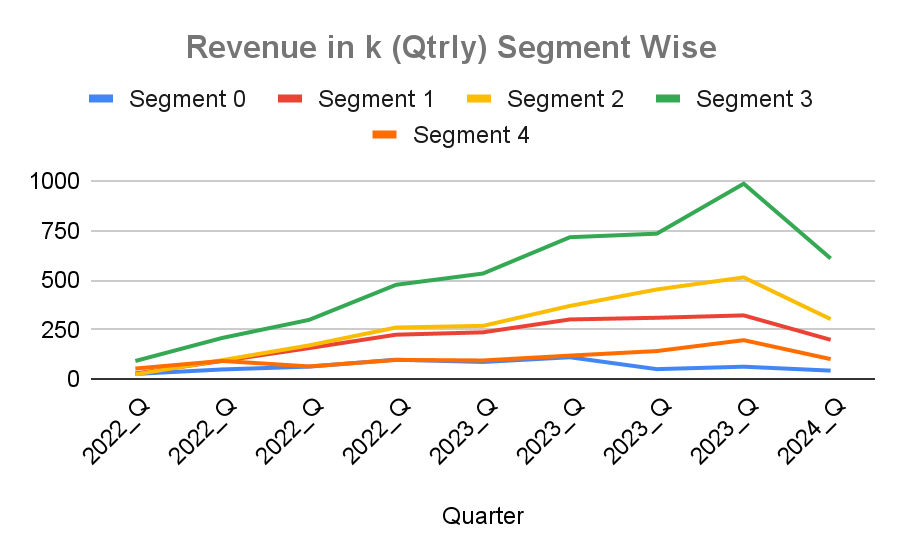 Revenue in k (Qtrly) Segment Wise
Segment 0 Segment 1 Segment 2 Segment 3
Segment 4
1000
750
500
250
0
2022_Q 2022_Q 2022_Q 2022_Q 2023_Q 2023_Q 2023_Q 2023_Q 2024_Q
Quarter